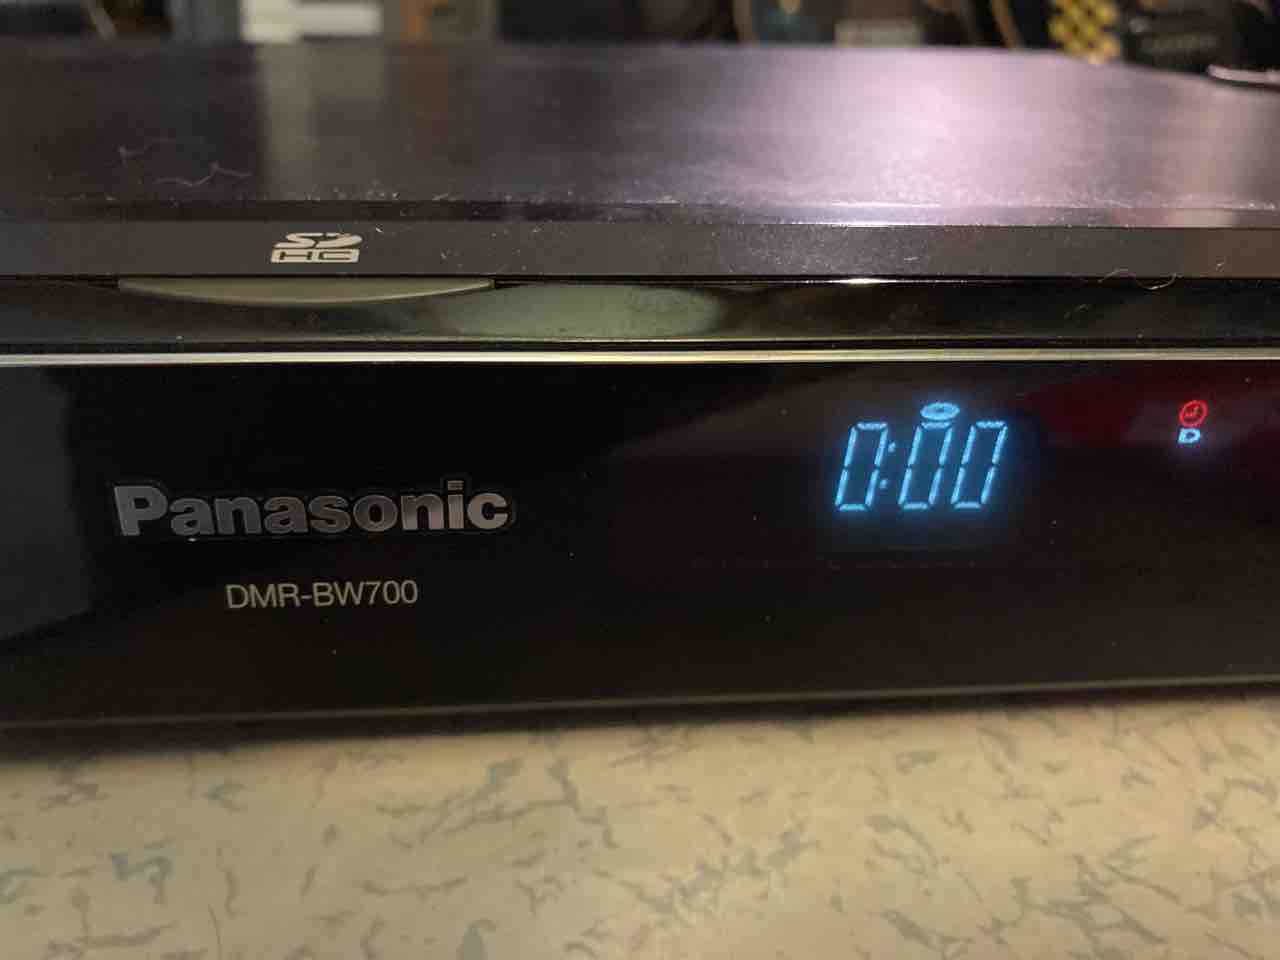 SD
HC
0:00
D
Panasonic
DMR-BW700